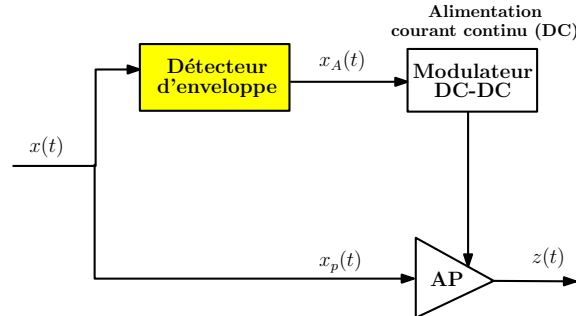 Alimentation
courant continu (DC)
Détecteur
d'enveloppe
x_A(t)
Modulateur
DC-DC
x(t)
x_p(t)
AP
z(t)